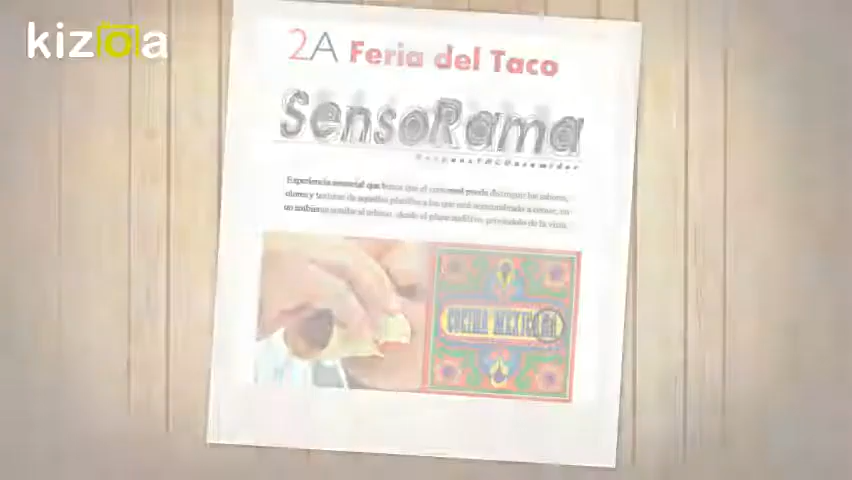 kizoa
2A Feria del Taco
SensoRama
Experiencia sensorial que busca que el comensal pueda distinguir los sabores,
olores y texturas de aquellos platillos a los que está acostumbrado a comer, en
un ambiente similar al urbano, desde el plano auditivo, privándolo de la vista.
COCINA MEXICANA